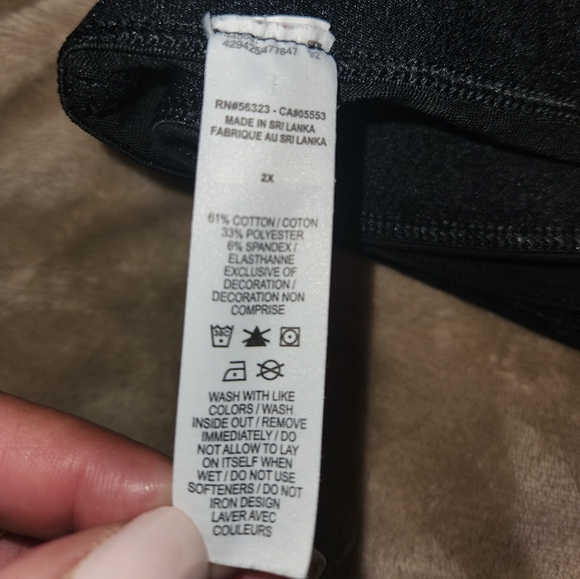 RN#56323 - CA#05553
MADE IN SRI LANKA
FABRIQUE AU SRI LANKA
2X
61% COTTON / COTON
33% POLYESTER
6% SPANDEX /
ELASTHANNE
EXCLUSIVE OF
DECORATION /
DECORATION NON
COMPRISE
30C
WASH WITH LIKE
COLORS / WASH
INSIDE OUT / REMOVE
IMMEDIATELY / DO
NOT ALLOW TO LAY
ON ITSELF WHEN
WET / DO NOT USE
SOFTENERS / DO NOT
IRON DESIGN
LAVER AVEC
COULEURS